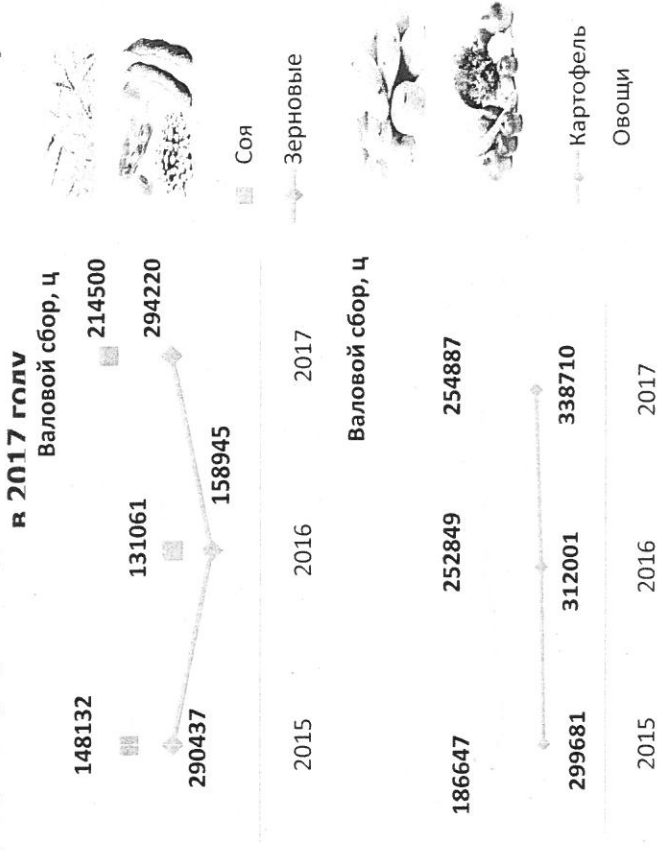 в 2017 году
Валовой сбор, ц
148132
131061
214500
290437
158945
294220
2015
2016
2017
Соя
Зерновые
Валовой сбор, ц
186647
252849
254887
299681
312001
338710
2015
2016
2017
Картофель
Овощи